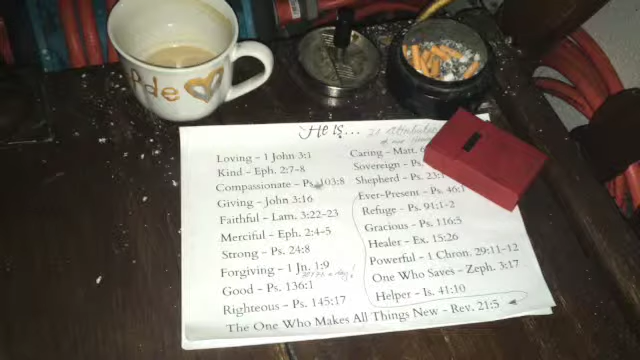 Pde
He is...
Loving - 1 John 3:1
Kind - Eph. 2:7-8
Compassionate - Ps. 103:8
Giving - John 3:16
Faithful - Lam. 3:22-23
Merciful - Eph. 2:4-5
Strong - Ps. 24:8
Forgiving - 1 Jn. 1:9
Good - Ps. 136:1
Righteous - Ps. 145:17
Caring - Matt.
Sovereign - Ps.
Shepherd - Ps. 23:
Ever-Present - Ps. 46:1
Refuge - Ps. 91:1-2
Gracious - Ps. 116:5
Healer - Ex. 15:26
Powerful - 1 Chron. 29:11-12
One Who Saves - Zeph. 3:17
Helper - Is. 41:10
The One Who Makes All Things New - Rev. 21:5